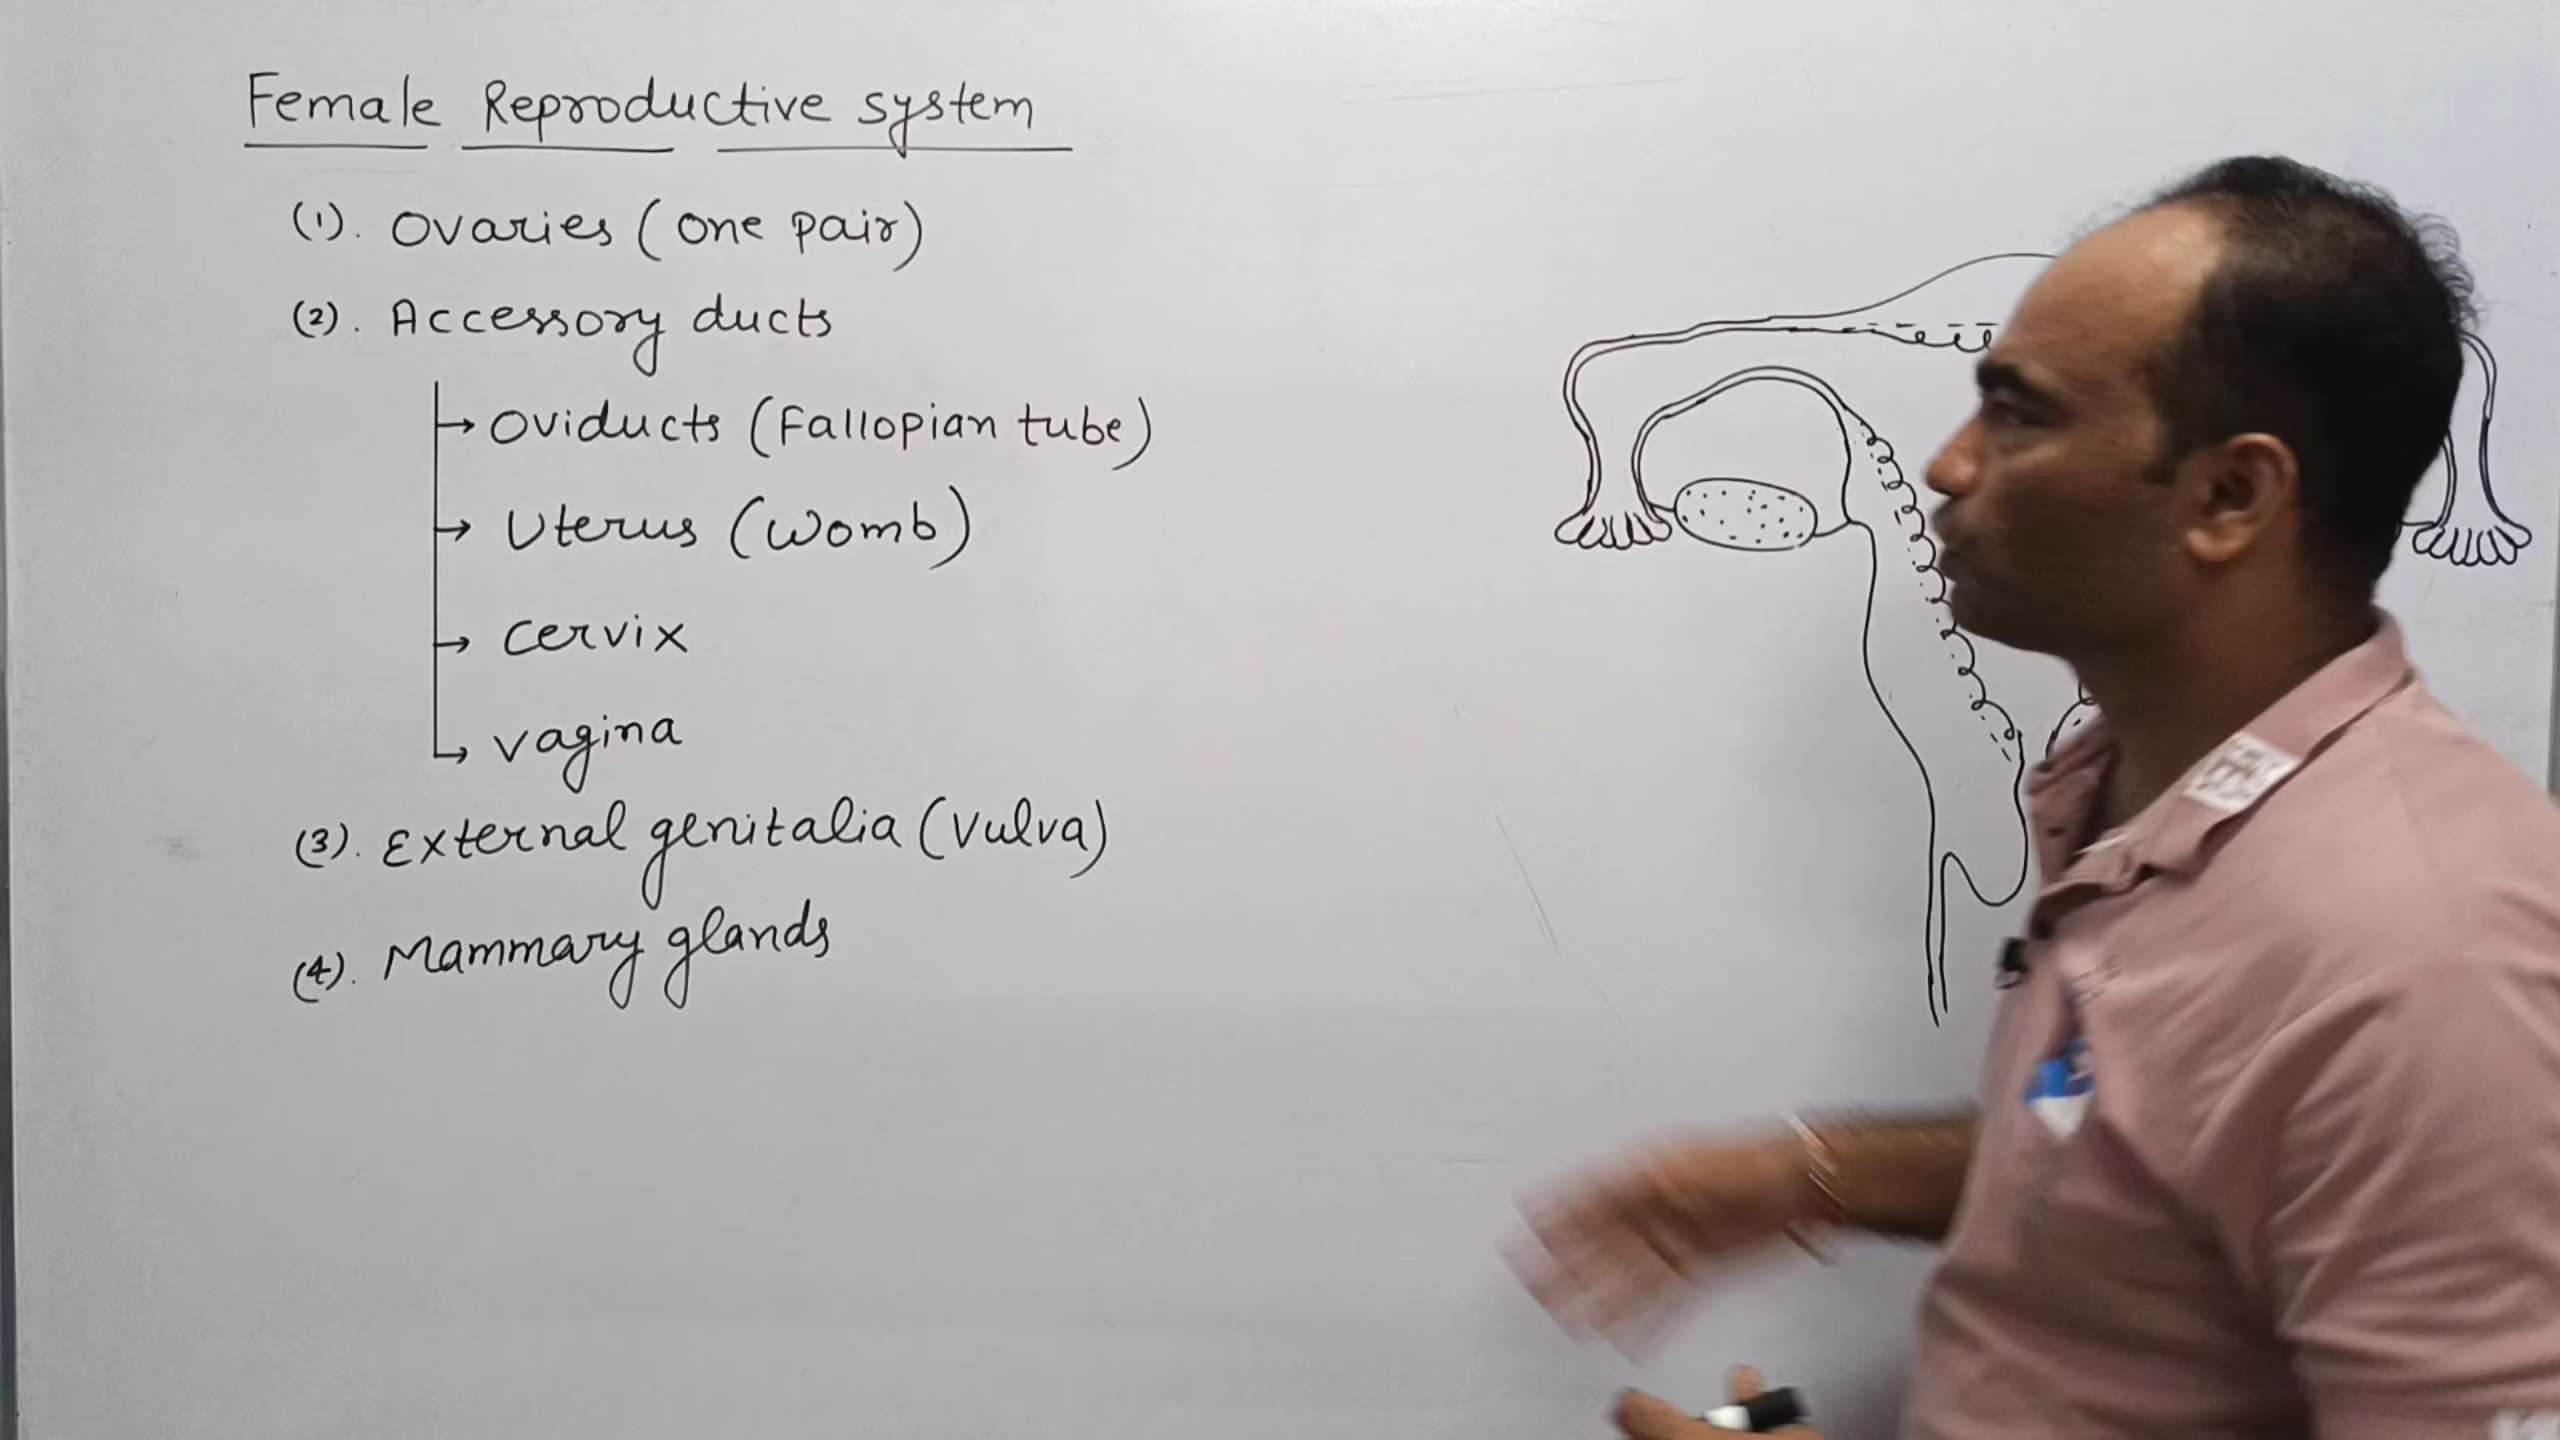 Female Reproductive system
(1). Ovaries (one pair)
(2). Accessory ducts
→ Oviducts (Fallopian tube)
→ Uterus (Womb)
→ Cervix
→ Vagina
(3). External genitalia (Vulva)
(4). Mammary glands